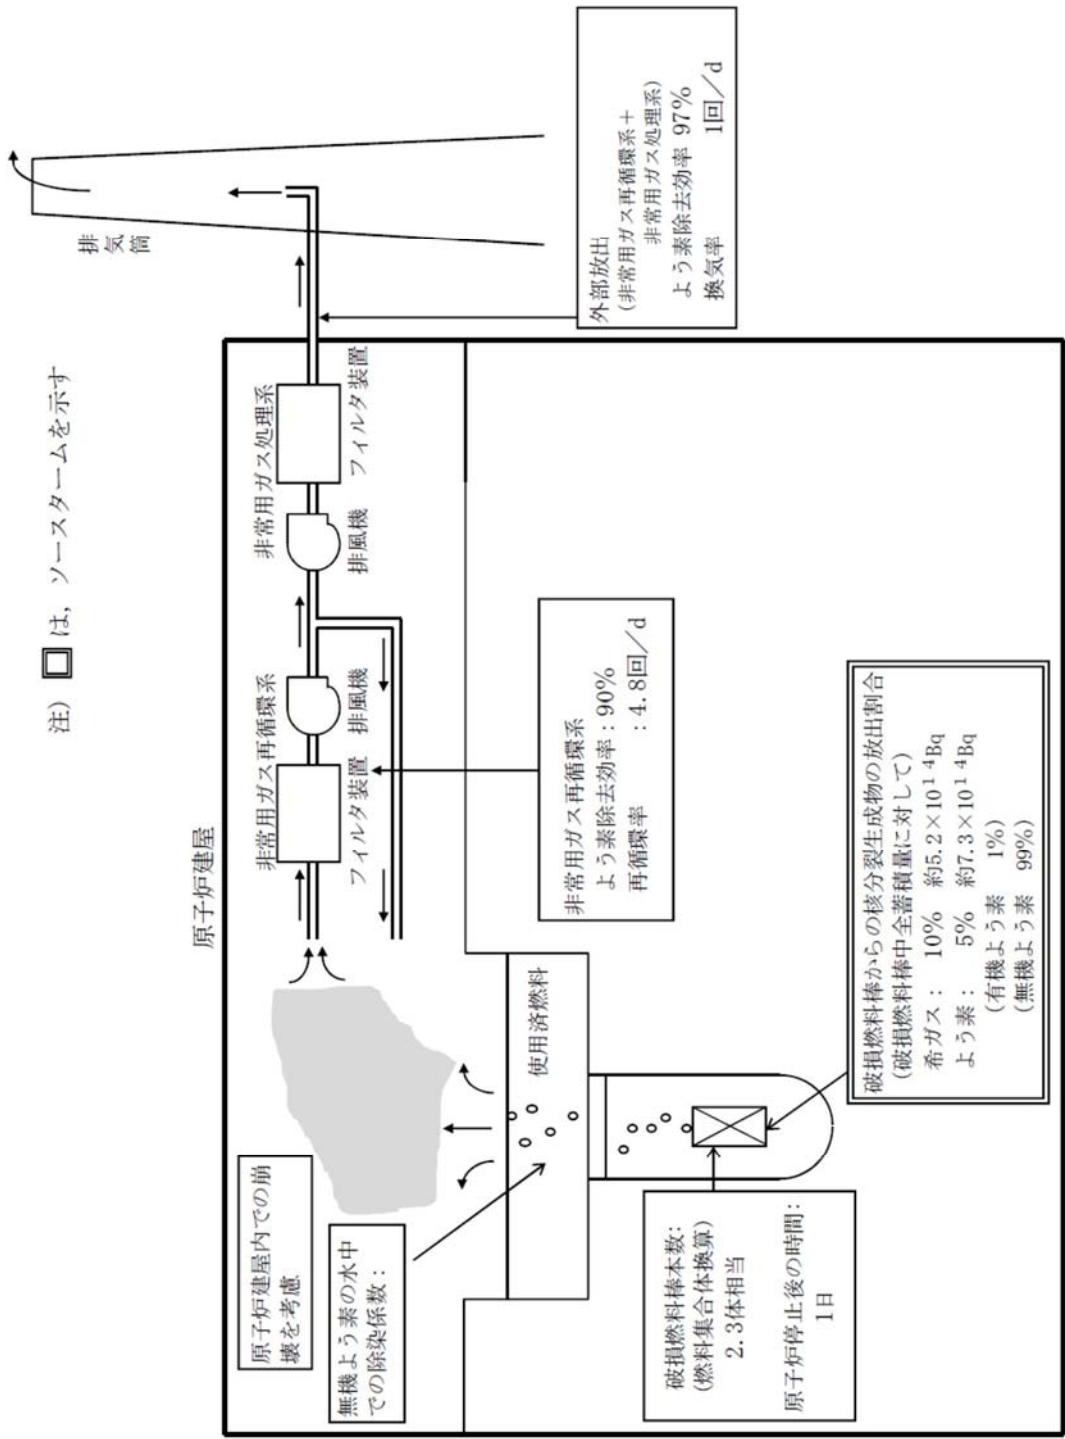 注） は，ソースタームを示す
原子炉建屋
原子炉建屋内での崩
壊を考慮
無機よう素の水中
での除染係数：
破損燃料棒本数：
(燃料集合体換算)
2.3体相当
原子炉停止後の時間：
1日
使用済燃料
非常用ガス再循環系
フィルタ装置
排風機
非常用ガス処理系
排風機
フィルタ装置
排気筒
非常用ガス再循環系
よう素除去効率：90%
再循環率　　　：4.8回／d
破損燃料棒からの核分裂生成物の放出割合
(破損燃料棒中全蓄積量に対して)
希ガス：　10%　約5.2×10¹⁴Bq
よう素：　5%　約7.3×10¹⁴Bq
(有機よう素　1%)
(無機よう素　99%)
外部放出
(非常用ガス再循環系＋
非常用ガス処理系)
よう素除去効率 97%
換気率　　　1回／d